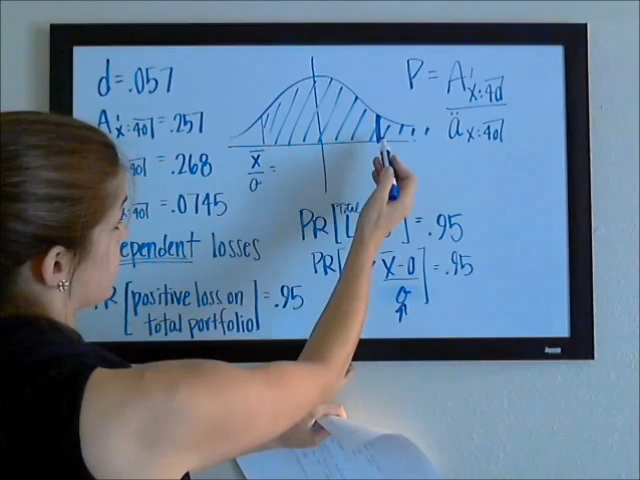 d = .057
A¹x:40̅| = .257
40̅| = .268
40̅| = .0745
ependent losses
R [positive loss on
total portfolio] = .95
x̄
σ =
P = A¹x:40̅|
äx:40̅|
PR [Total
L ] = .95
PR [ x̄-0
σ ] = .95